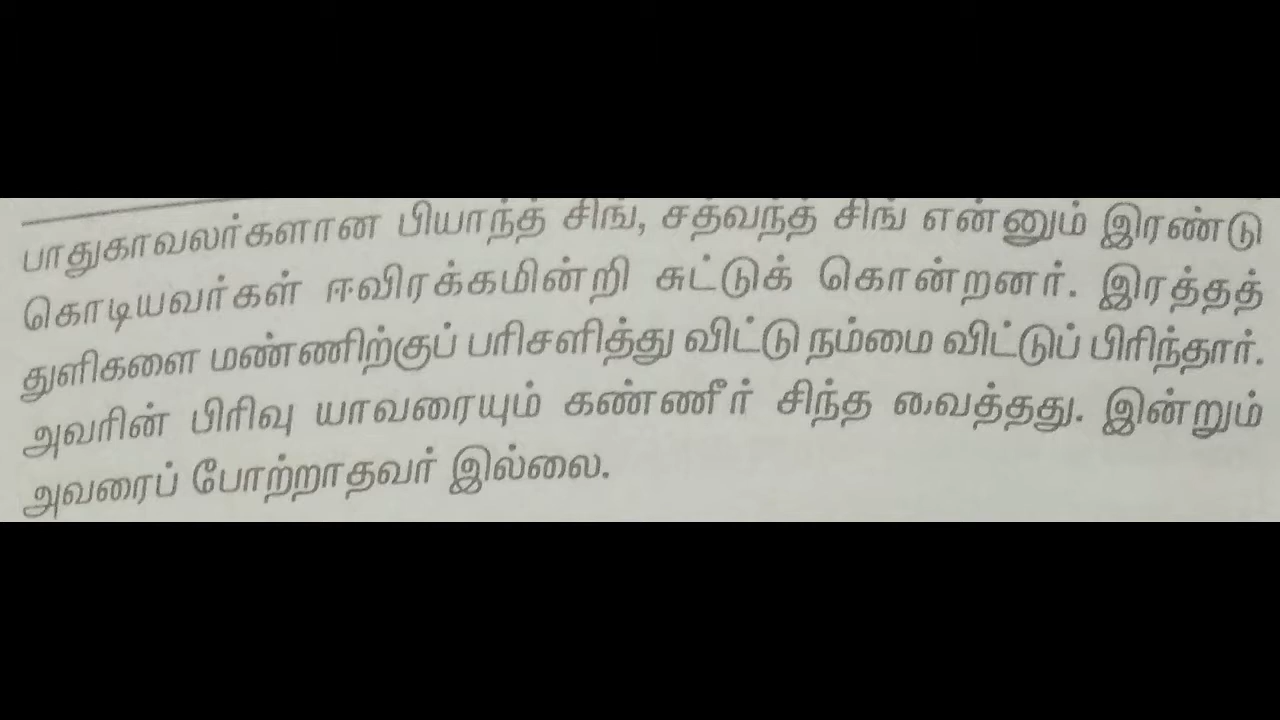 பாதுகாவலர்களான பியாந்த் சிங், சத்வந்த் சிங் என்னும் இரண்டு
கொடியவர்கள் ஈவிரக்கமின்றி சுட்டுக் கொன்றனர். இரத்தத்
துளிகளை மண்ணிற்குப் பரிசளித்து விட்டு நம்மை விட்டுப் பிரிந்தார்.
அவரின் பிரிவு யாவரையும் கண்ணீர் சிந்த வைத்தது. இன்றும்
அவரைப் போற்றாதவர் இல்லை.